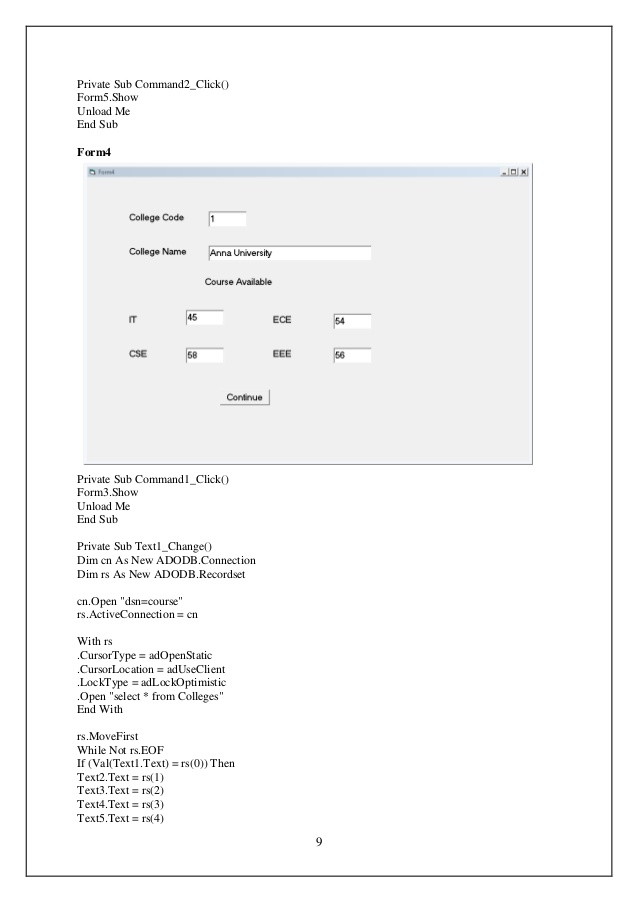 Private Sub Command2_Click()
Form5.Show
Unload Me
End Sub
Form4
Form4
College Code 1
College Name Anna University
Course Available
IT 45 ECE 54
CSE 58 EEE 56
Continue
Private Sub Command1_Click()
Form3.Show
Unload Me
End Sub
Private Sub Text1_Change()
Dim cn As New ADODB.Connection
Dim rs As New ADODB.Recordset
cn.Open "dsn=course"
rs.ActiveConnection = cn
With rs
.CursorType = adOpenStatic
.CursorLocation = adUseClient
.LockType = adLockOptimistic
.Open "select * from Colleges"
End With
rs.MoveFirst
While Not rs.EOF
If (Val(Text1.Text) = rs(0)) Then
Text2.Text = rs(1)
Text3.Text = rs(2)
Text4.Text = rs(3)
Text5.Text = rs(4)
9